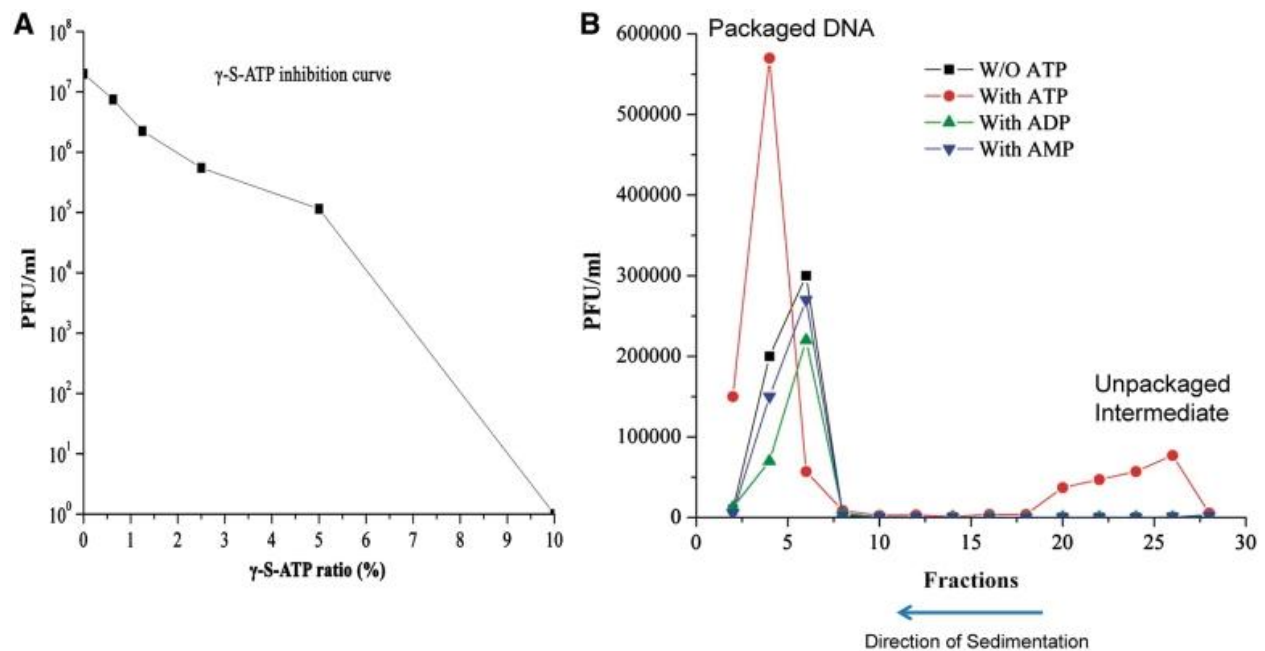 A
γ-S-ATP inhibition curve
PFU/ml
10^8
10^7
10^6
10^5
10^4
10^3
10^2
10^1
10^0
0 1 2 3 4 5 6 7 8 9 10
γ-S-ATP ratio (%)
B
Packaged DNA
W/O ATP
With ATP
With ADP
With AMP
Unpackaged
Intermediate
PFU/ml
600000
500000
400000
300000
200000
100000
0
0 5 10 15 20 25 30
Fractions
Direction of Sedimentation